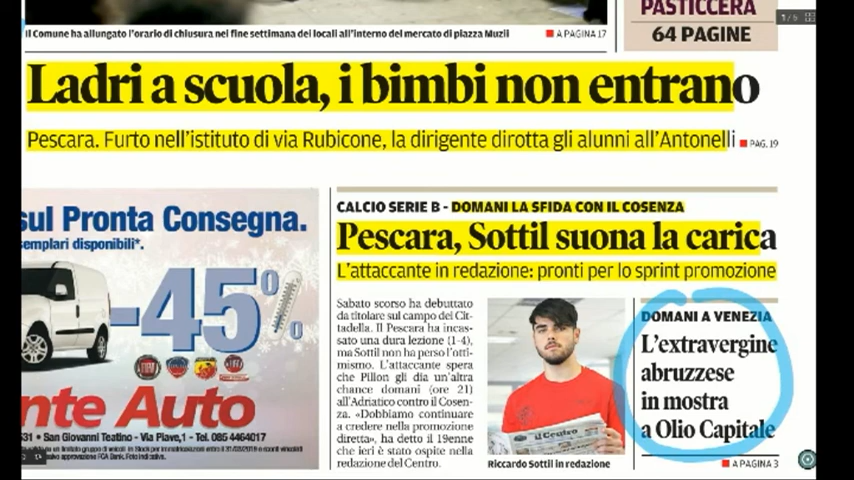 Il Comune ha allungato l'orario di chiusura nel fine settimana dei locali all'interno del mercato di piazza Muzii
A PAGINA 17
PASTICCERA
64 PAGINE
1/5
Ladri a scuola, i bimbi non entrano
Pescara. Furto nell'istituto di via Rubicone, la dirigente dirotta gli alunni all'Antonelli
PAG. 19
sul Pronta Consegna.
emplari disponibili*.
-45%
nte Auto
531 • San Giovanni Teatino - Via Piave,1 - Tel. 085 4464017
CALCIO SERIE B - DOMANI LA SFIDA CON IL COSENZA
Pescara, Sottil suona la carica
L'attaccante in redazione: pronti per lo sprint promozione
Sabato scorso ha debuttato
da titolare sul campo del Cit-
tadella. Il Pescara ha incas-
sato una dura lezione (1-4),
ma Sottil non ha perso l'otti-
mismo. L'attaccante spera
che Pillon gli dia un'altra
chance domani (ore 21)
all'Adriatico contro il Cosen-
za. «Dobbiamo continuare
a credere nella promozione
diretta», ha detto il 19enne
che ieri è stato ospite nella
redazione del Centro.
il Centro
Riccardo Sottil in redazione
DOMANI A VENEZIA
L'extravergine
abruzzese
in mostra
a Olio Capitale
A PAGINA 3